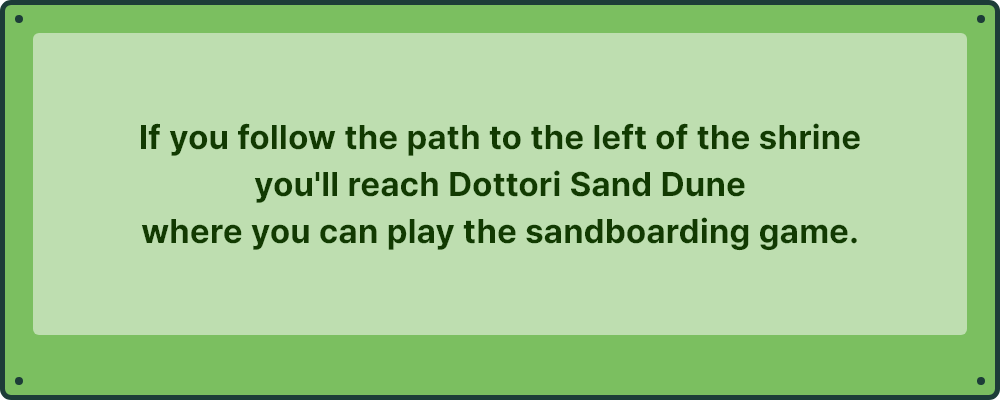 If you follow the path to the left of the shrine
you'll reach Dottori Sand Dune
where you can play the sandboarding game.